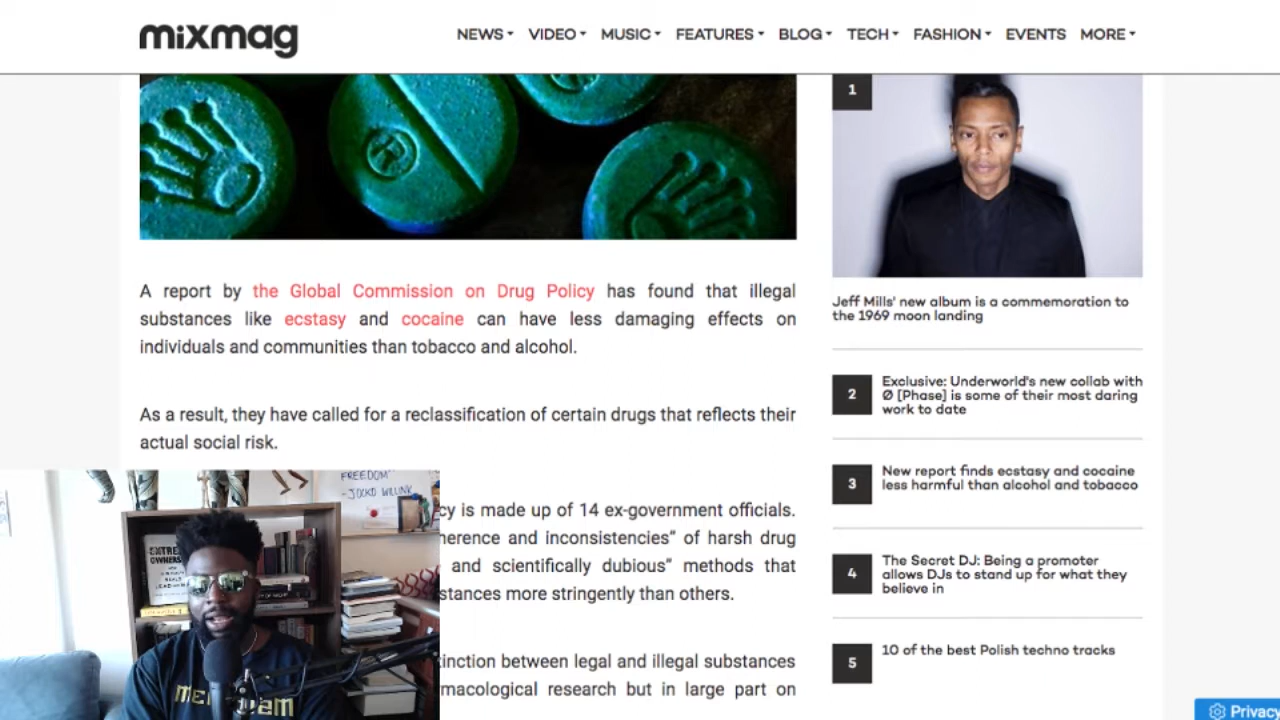 mixmag
NEWS VIDEO MUSIC FEATURES BLOG TECH FASHION EVENTS MORE
1
R
A report by the Global Commission on Drug Policy has found that illegal
substances like ecstasy and cocaine can have less damaging effects on
individuals and communities than tobacco and alcohol.
As a result, they have called for a reclassification of certain drugs that reflects their
actual social risk.
cy is made up of 14 ex-government officials.
herence and inconsistencies” of harsh drug
and scientifically dubious” methods that
stances more stringently than others.
tinction between legal and illegal substances
macological research but in large part on
Jeff Mills' new album is a commemoration to
the 1969 moon landing
2
Exclusive: Underworld's new collab with
Ø [Phase] is some of their most daring
work to date
3
New report finds ecstasy and cocaine
less harmful than alcohol and tobacco
4
The Secret DJ: Being a promoter
allows DJs to stand up for what they
believe in
5
10 of the best Polish techno tracks
Privacy
FREEDOM"
-JOCKO WILLINK
EXTRE
OWNERS